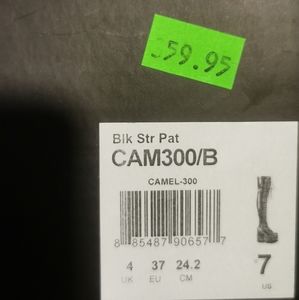 $59.95
Blk Str Pat
CAM300/B
CAMEL-300
8 85487 90657 7
4 37 24.2 7
UK EU CM US